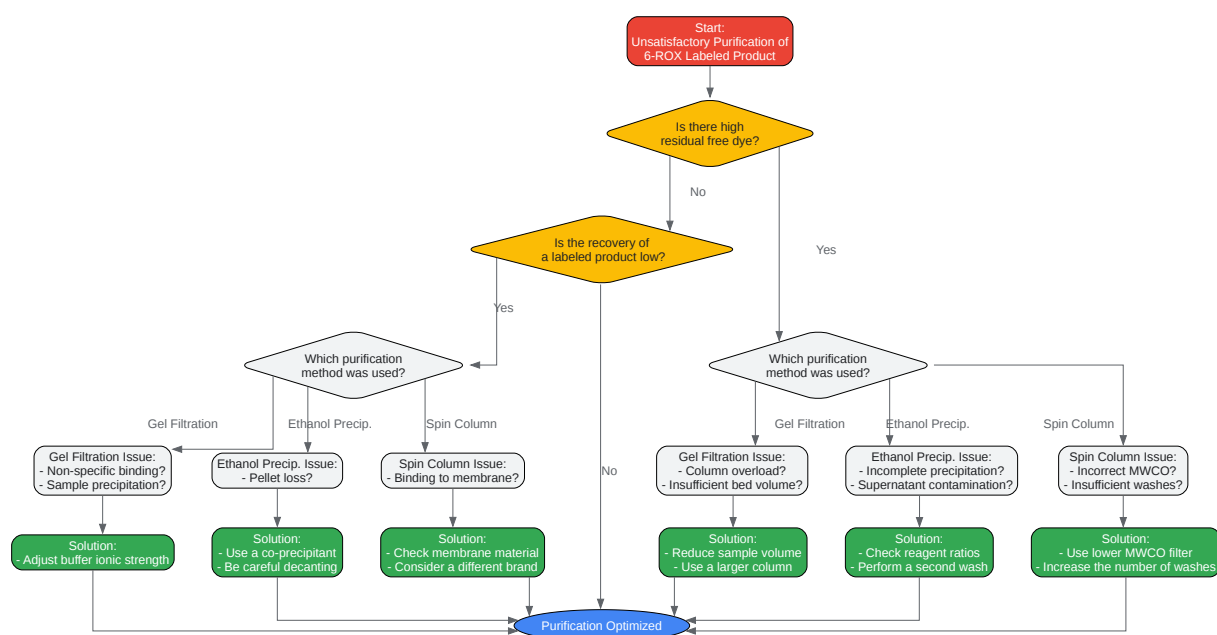 Start:
Unsatisfactory Purification of
6-ROX Labeled Product
Is there high
residual free dye?
No
Yes
Is the recovery of
a labeled product low?
Yes
No
Which purification
method was used?
Gel Filtration
Ethanol Precip.
Spin Column
Gel Filtration Issue:
- Non-specific binding?
- Sample precipitation?
Ethanol Precip. Issue:
- Pellet loss?
Spin Column Issue:
- Binding to membrane?
Solution:
- Adjust buffer ionic strength
Solution:
- Use a co-precipitant
- Be careful decanting
Solution:
- Check membrane material
- Consider a different brand
Which purification
method was used?
Gel Filtration
Ethanol Precip.
Spin Column
Gel Filtration Issue:
- Column overload?
- Insufficient bed volume?
Ethanol Precip. Issue:
- Incomplete precipitation?
- Supernatant contamination?
Spin Column Issue:
- Incorrect MWCO?
- Insufficient washes?
Solution:
- Reduce sample volume
- Use a larger column
Solution:
- Check reagent ratios
- Perform a second wash
Solution:
- Use lower MWCO filter
- Increase the number of washes
Purification Optimized